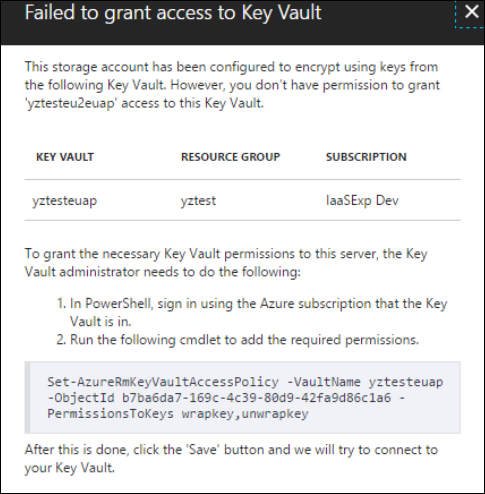 Failed to grant access to Key Vault
This storage account has been configured to encrypt using keys from
the following Key Vault. However, you don't have permission to grant
'yztesteu2euap' access to this Key Vault.
KEY VAULT RESOURCE GROUP SUBSCRIPTION
yztesteuap yztest IaaSExp Dev
To grant the necessary Key Vault permissions to this server, the Key
Vault administrator needs to do the following:
1. In PowerShell, sign in using the Azure subscription that the Key
Vault is in.
2. Run the following cmdlet to add the required permissions.
Set-AzureRmKeyVaultAccessPolicy -VaultName yztesteuap
-ObjectId b7ba6da7-169c-4c39-80d9-42fa9d86c1a6 -
PermissionsToKeys wrapkey,unwrapkey
After this is done, click the 'Save' button and we will try to connect to
your Key Vault.